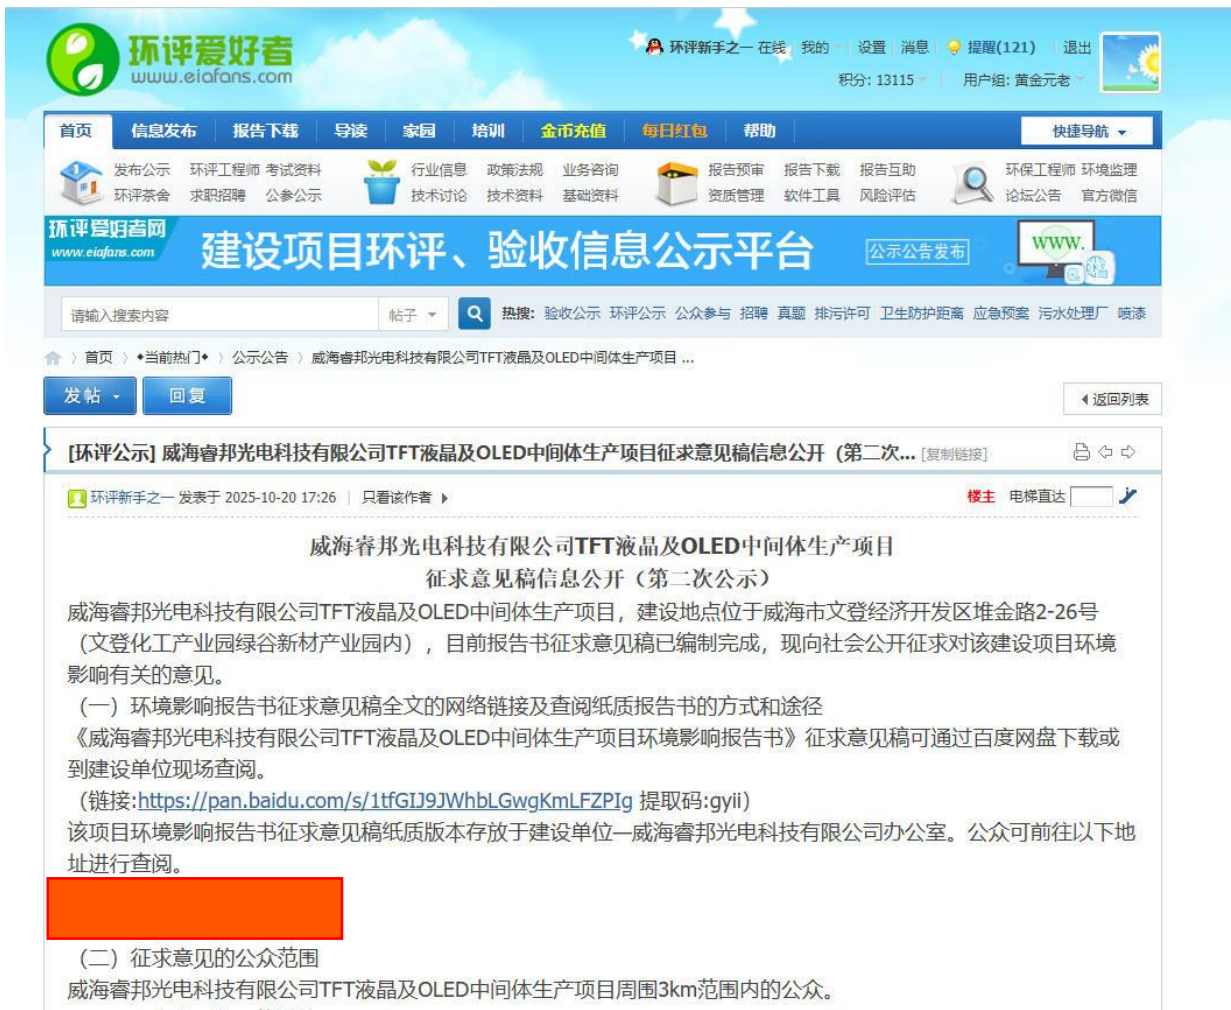 环评爱好者
www.eiafans.com
环评新手之一 在线 我的 设置 消息 提醒(121) 退出
积分: 13115 用户组: 黄金元老
首页 信息发布 报告下载 导读 家园 培训 金币充值 每日红包 帮助 快捷导航
发布公示 环评工程师 考试资料 行业信息 政策法规 业务咨询 报告预审 报告下载 报告互助 环保工程师 环境监理
环评茶舍 求职招聘 公参公示 技术讨论 技术资料 基础资料 资质管理 软件工具 风险评估 论坛公告 官方微信
环评爱好者网
www.eiafans.com
建设项目环评、验收信息公示平台
公示公告发布
WWW.
请输入搜索内容 帖子 热搜: 验收公示 环评公示 公众参与 招聘 真题 排污许可 卫生防护距离 应急预案 污水处理厂 喷漆
首页 〉 ◆当前热门◆ 〉 公示公告 〉 威海睿邦光电科技有限公司TFT液晶及OLED中间体生产项目 ...
发帖 回复 返回列表
[环评公示] 威海睿邦光电科技有限公司TFT液晶及OLED中间体生产项目征求意见稿信息公开（第二次... [复制链接]
环评新手之一 发表于 2025-10-20 17:26 | 只看该作者 楼主 电梯直达
威海睿邦光电科技有限公司TFT液晶及OLED中间体生产项目
征求意见稿信息公开（第二次公示）
威海睿邦光电科技有限公司TFT液晶及OLED中间体生产项目，建设地点位于威海市文登经济开发区堆金路2-26号
（文登化工产业园绿谷新材产业园内），目前报告书征求意见稿已编制完成，现向社会公开征求对该建设项目环境
影响有关的意见。
（一）环境影响报告书征求意见稿全文的网络链接及查阅纸质报告书的方式和途径
《威海睿邦光电科技有限公司TFT液晶及OLED中间体生产项目环境影响报告书》征求意见稿可通过百度网盘下载或
到建设单位现场查阅。
（链接:https://pan.baidu.com/s/1tfGIJ9JWhbLGwgKmLFZPIg 提取码:gyii）
该项目环境影响报告书征求意见稿纸质版本存放于建设单位—威海睿邦光电科技有限公司办公室。公众可前往以下地
址进行查阅。
（二）征求意见的公众范围
威海睿邦光电科技有限公司TFT液晶及OLED中间体生产项目周围3km范围内的公众。